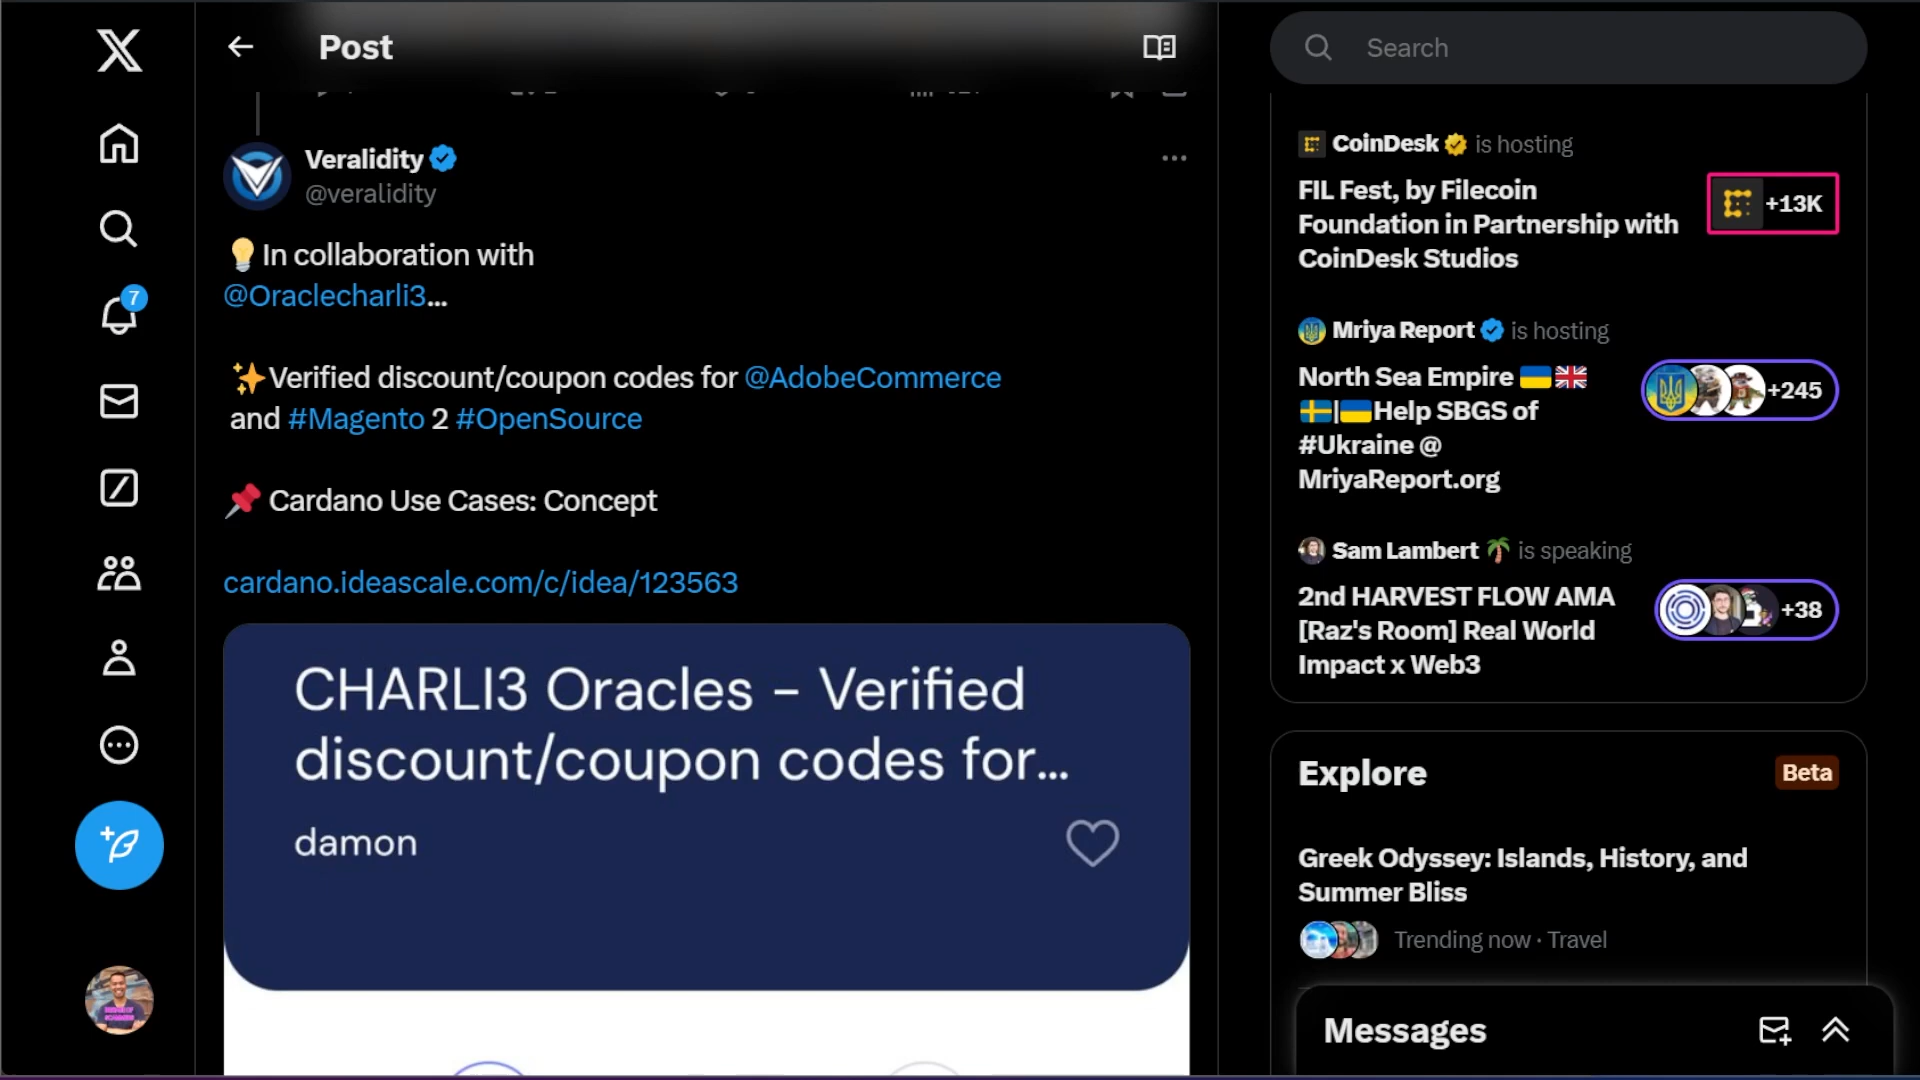 Post
Search
Veralidity
@veralidity
In collaboration with
@Oraclecharli3...
Verified discount/coupon codes for @AdobeCommerce
and #Magento 2 #OpenSource
Cardano Use Cases: Concept
cardano.ideascale.com/c/idea/123563
CHARLI3 Oracles – Verified
discount/coupon codes for...
damon
7
CoinDesk is hosting
FIL Fest, by Filecoin
Foundation in Partnership with
CoinDesk Studios
+13K
Mriya Report is hosting
North Sea Empire
|Help SBGS of
#Ukraine @
MriyaReport.org
+245
Sam Lambert is speaking
2nd HARVEST FLOW AMA
[Raz's Room] Real World
Impact x Web3
+38
Explore
Beta
Greek Odyssey: Islands, History, and
Summer Bliss
Trending now · Travel
Messages